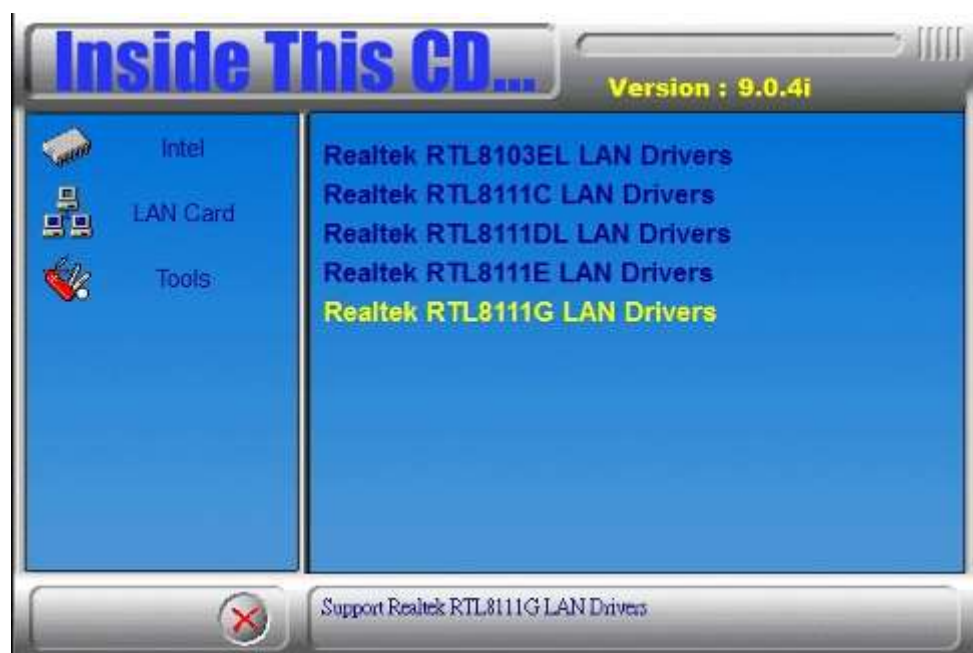 Inside This CD...
Version : 9.0.4i
Intel
LAN Card
Tools
Realtek RTL8103EL LAN Drivers
Realtek RTL8111C LAN Drivers
Realtek RTL8111DL LAN Drivers
Realtek RTL8111E LAN Drivers
Realtek RTL8111G LAN Drivers
Support Realtek RTL8111G LAN Drivers